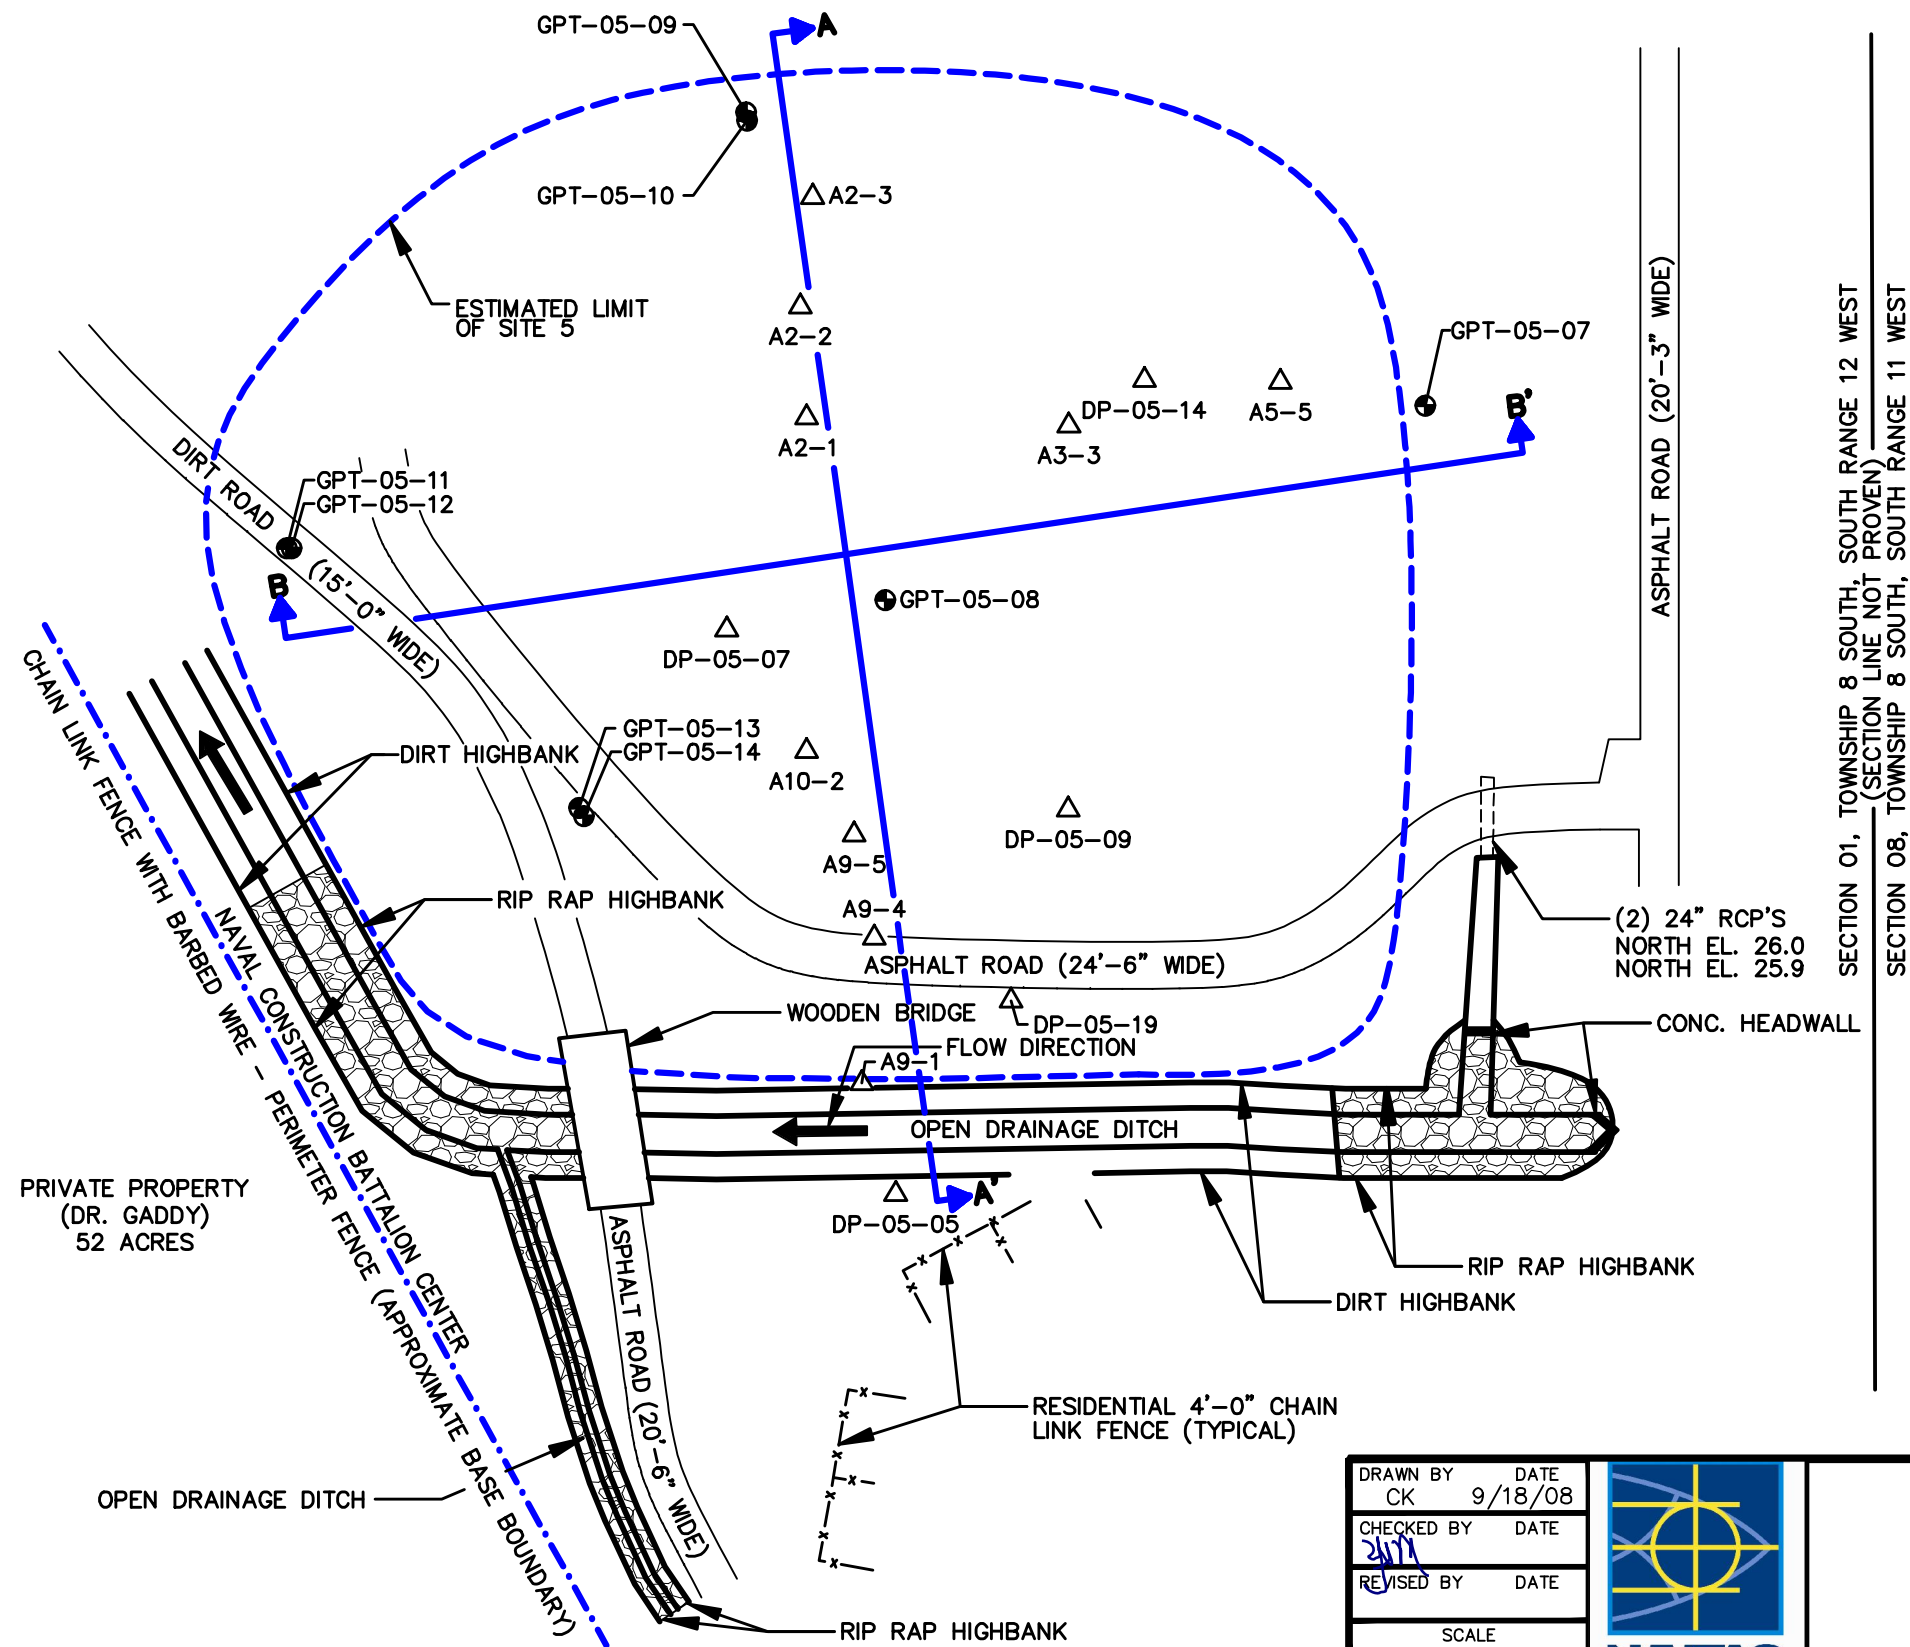 GPT-05-09
A
GPT-05-10
A2-3
ESTIMATED LIMIT
OF SITE 5
A2-2
GPT-05-07
DP-05-14
A5-5
B'
A2-1
A3-3
DIRT ROAD (15'-0" WIDE)
GPT-05-11
GPT-05-12
B
GPT-05-08
DP-05-07
ASPHALT ROAD (20'-3" WIDE)
SECTION 01, TOWNSHIP 8 SOUTH, SOUTH RANGE 12 WEST
(SECTION LINE NOT PROVEN)
SECTION 08, TOWNSHIP 8 SOUTH, SOUTH RANGE 11 WEST
GPT-05-13
GPT-05-14
DIRT HIGHBANK
A10-2
DP-05-09
A9-5
RIP RAP HIGHBANK
A9-4
ASPHALT ROAD (24'-6" WIDE)
(2) 24" RCP'S
NORTH EL. 26.0
NORTH EL. 25.9
WOODEN BRIDGE
DP-05-19
CONC. HEADWALL
FLOW DIRECTION
A9-1
OPEN DRAINAGE DITCH
CHAIN LINK FENCE WITH BARBED WIRE - PERIMETER FENCE (APPROXIMATE BASE BOUNDARY)
NAVAL CONSTRUCTION BATTALION CENTER
PRIVATE PROPERTY
(DR. GADDY)
52 ACRES
A'
DP-05-05
ASPHALT ROAD (20'-6" WIDE)
RIP RAP HIGHBANK
DIRT HIGHBANK
RESIDENTIAL 4'-0" CHAIN
LINK FENCE (TYPICAL)
OPEN DRAINAGE DITCH
RIP RAP HIGHBANK
DRAWN BY DATE
CK 9/18/08
CHECKED BY DATE
REVISED BY DATE
SCALE